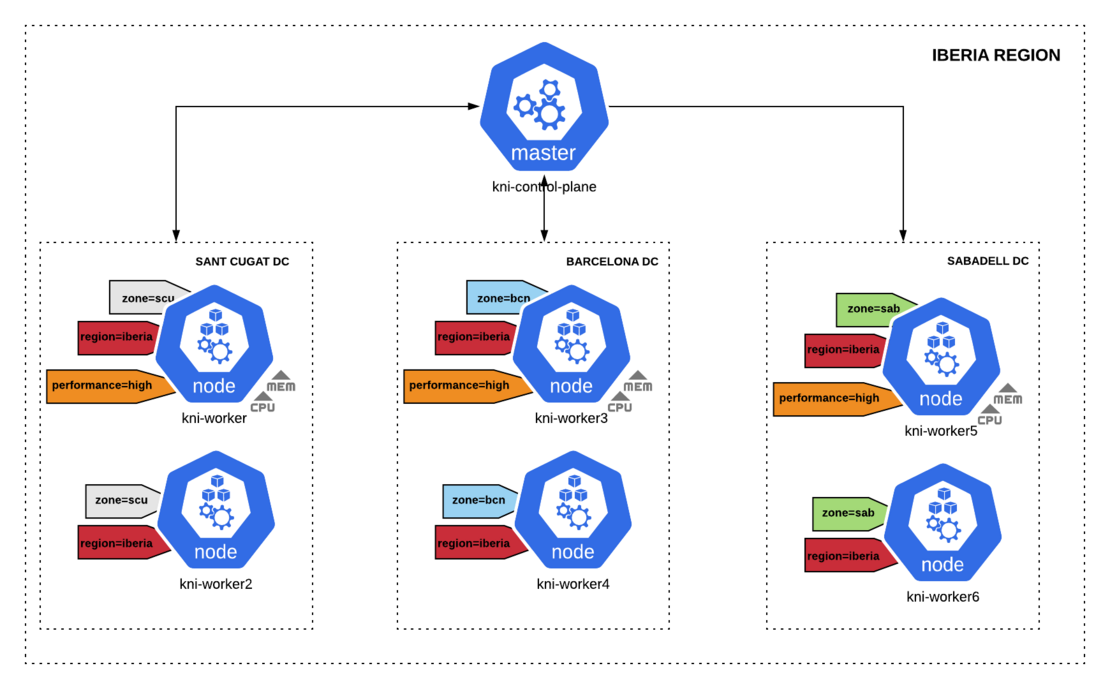 IBERIA REGION
master
kni-control-plane
SANT CUGAT DC
zone=scu
region=iberia
performance=high
node
MEM
CPU
kni-worker
zone=scu
region=iberia
node
kni-worker2
BARCELONA DC
zone=bcn
region=iberia
performance=high
node
MEM
CPU
kni-worker3
zone=bcn
region=iberia
node
kni-worker4
SABADELL DC
zone=sab
region=iberia
performance=high
node
MEM
CPU
kni-worker5
zone=sab
region=iberia
node
kni-worker6